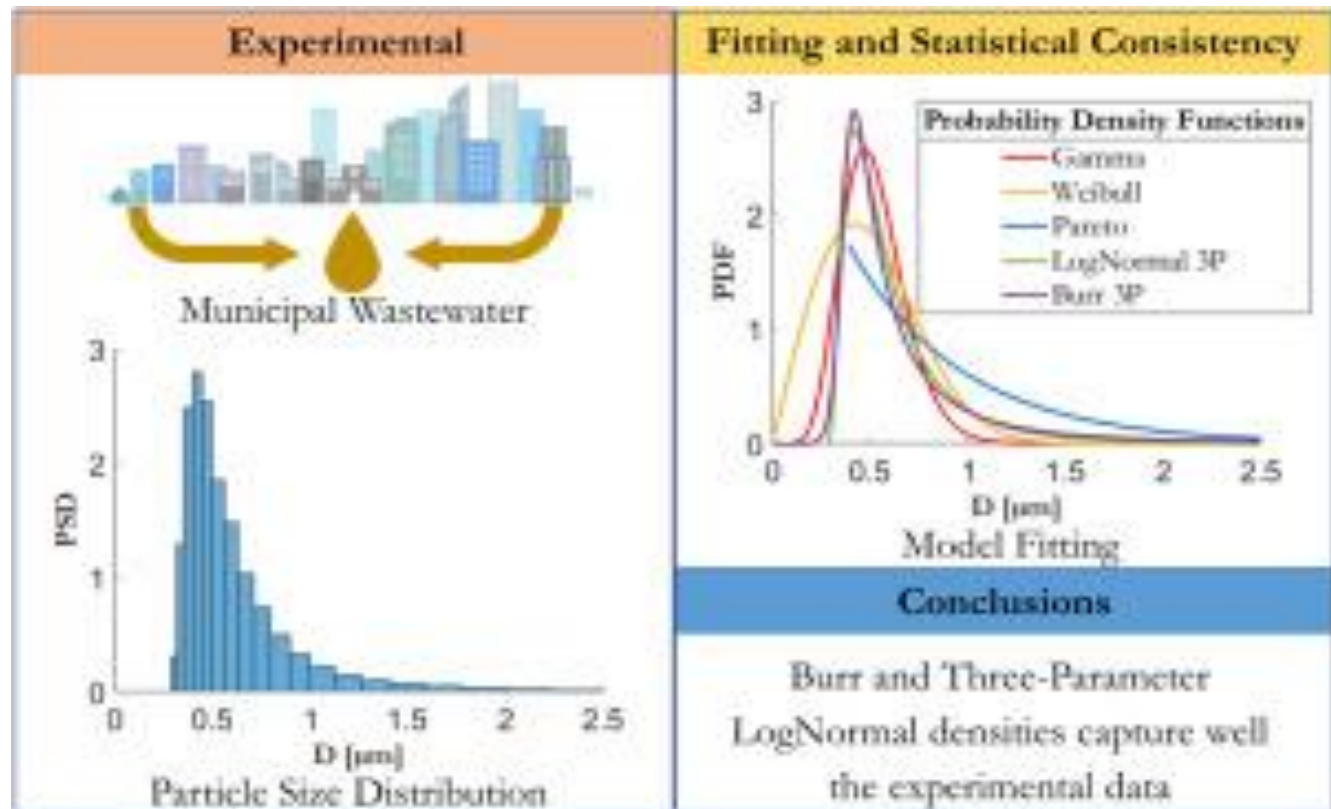 Experimental
Municipal Wastewater
3
2
1
0
PSD
0 0.5 1 1.5 2 2.5
D [μm]
Particle Size Distribution
Fitting and Statistical Consistency
3
2
1
0
PDF
Probability Density Functions
Gamma
Weibull
Pareto
LogNormal 3P
Burr 3P
0 0.5 1 1.5 2 2.5
D [μm]
Model Fitting
Conclusions
Burr and Three-Parameter
LogNormal densities capture well
the experimental data